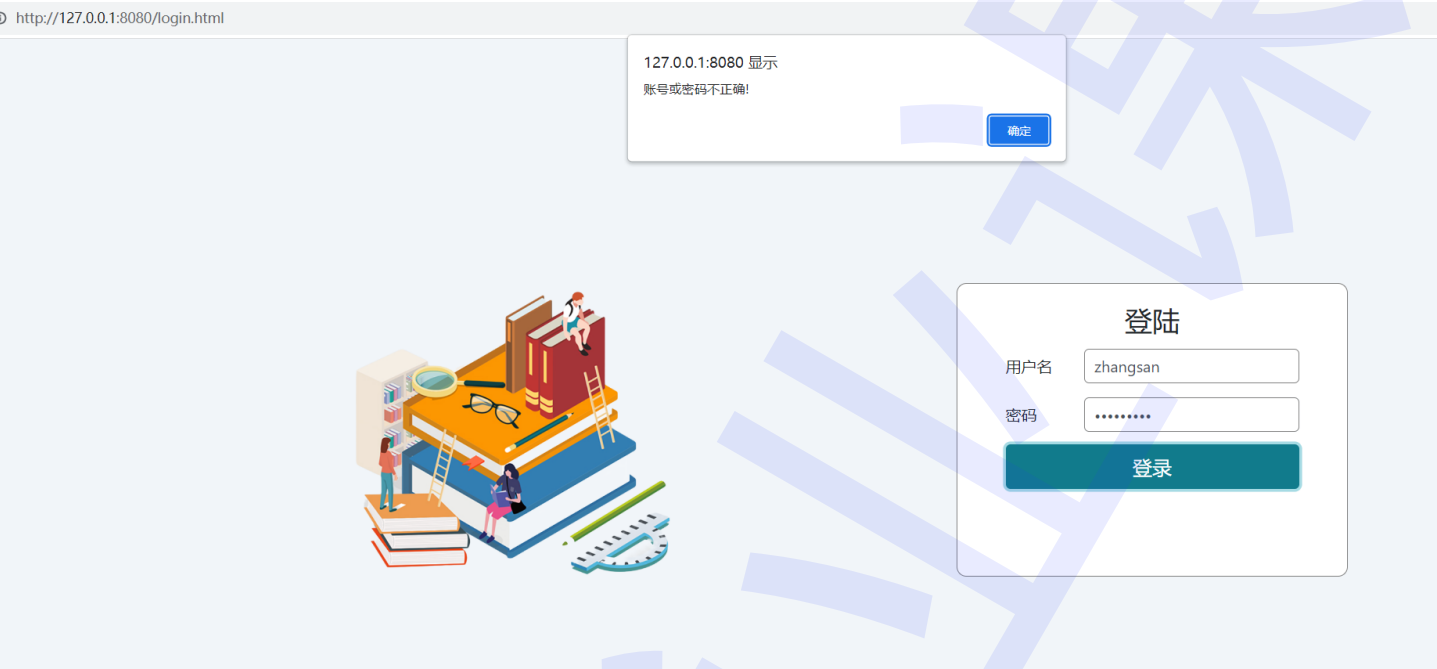 http://127.0.0.1:8080/login.html
127.0.0.1:8080 显示
账号或密码不正确!
确定
登陆
用户名 zhangsan
密码 •••••••••
登录